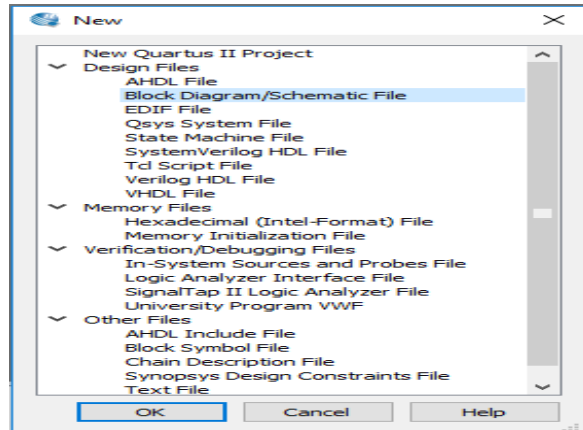 New
New Quartus II Project
Design Files
AHDL File
Block Diagram/Schematic File
EDIF File
Qsys System File
State Machine File
SystemVerilog HDL File
Tcl Script File
Verilog HDL File
VHDL File
Memory Files
Hexadecimal (Intel-Format) File
Memory Initialization File
Verification/Debugging Files
In-System Sources and Probes File
Logic Analyzer Interface File
SignalTap II Logic Analyzer File
University Program VWF
Other Files
AHDL Include File
Block Symbol File
Chain Description File
Synopsys Design Constraints File
Text File
OK Cancel Help